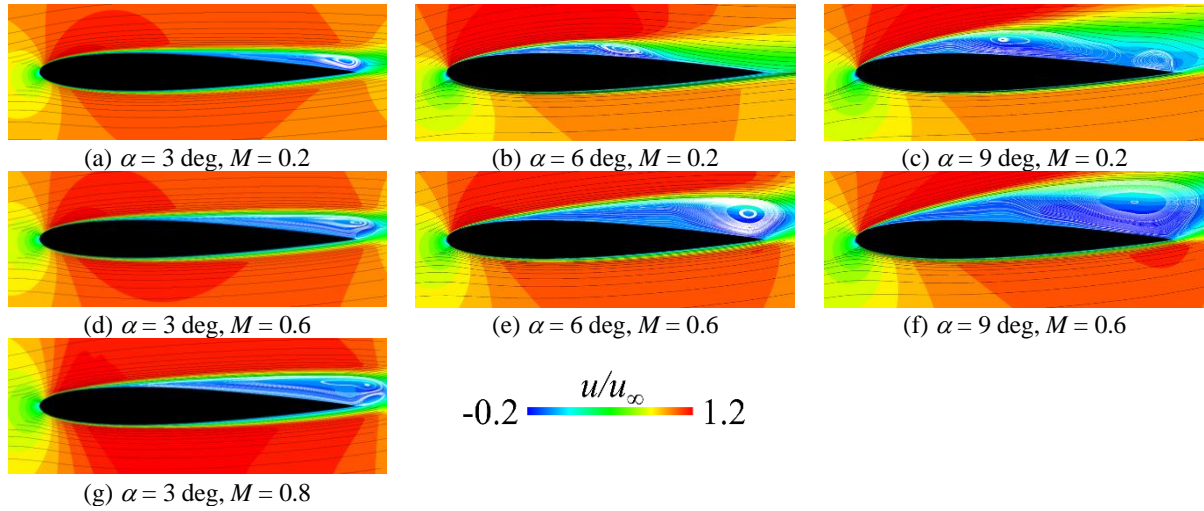 (a) α = 3 deg, M = 0.2
(b) α = 6 deg, M = 0.2
(c) α = 9 deg, M = 0.2
(d) α = 3 deg, M = 0.6
(e) α = 6 deg, M = 0.6
(f) α = 9 deg, M = 0.6
u/u∞
-0.2 1.2
(g) α = 3 deg, M = 0.8